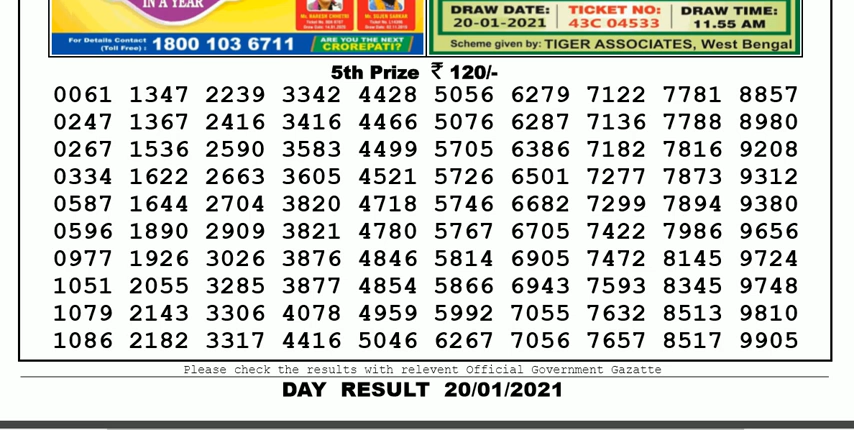 IN A YEAR
For Details Contact
(Toll Free) : 1800 103 6711
ARE YOU THE NEXT
CROREPATI?
DRAW DATE: TICKET NO: DRAW TIME:
20-01-2021 43C 04533 11.55 AM
Scheme given by: TIGER ASSOCIATES, West Bengal
5th Prize ₹ 120/-
0061 1347 2239 3342 4428 5056 6279 7122 7781 8857
0247 1367 2416 3416 4466 5076 6287 7136 7788 8980
0267 1536 2590 3583 4499 5705 6386 7182 7816 9208
0334 1622 2663 3605 4521 5726 6501 7277 7873 9312
0587 1644 2704 3820 4718 5746 6682 7299 7894 9380
0596 1890 2909 3821 4780 5767 6705 7422 7986 9656
0977 1926 3026 3876 4846 5814 6905 7472 8145 9724
1051 2055 3285 3877 4854 5866 6943 7593 8345 9748
1079 2143 3306 4078 4959 5992 7055 7632 8513 9810
1086 2182 3317 4416 5046 6267 7056 7657 8517 9905
Please check the results with relevent Official Government Gazatte
DAY RESULT 20/01/2021